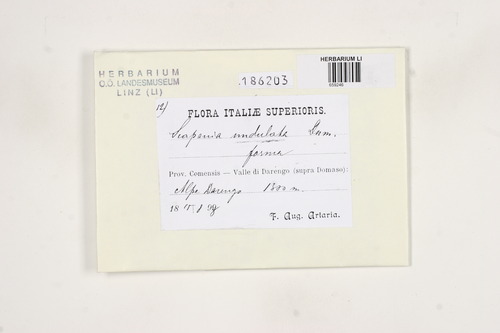 HERBARIUM
O.Ö. LANDESMUSEUM
LINZ (LI)
186203
HERBARIUM LI
12)
FLORA ITALIÆ SUPERIORIS.
Scapania undulata Dum.
forma
Prov. Comensis — Valle di Darengo (supra Domaso):
Alpe Darengo 1800 m.
F. Aug. Artaria.